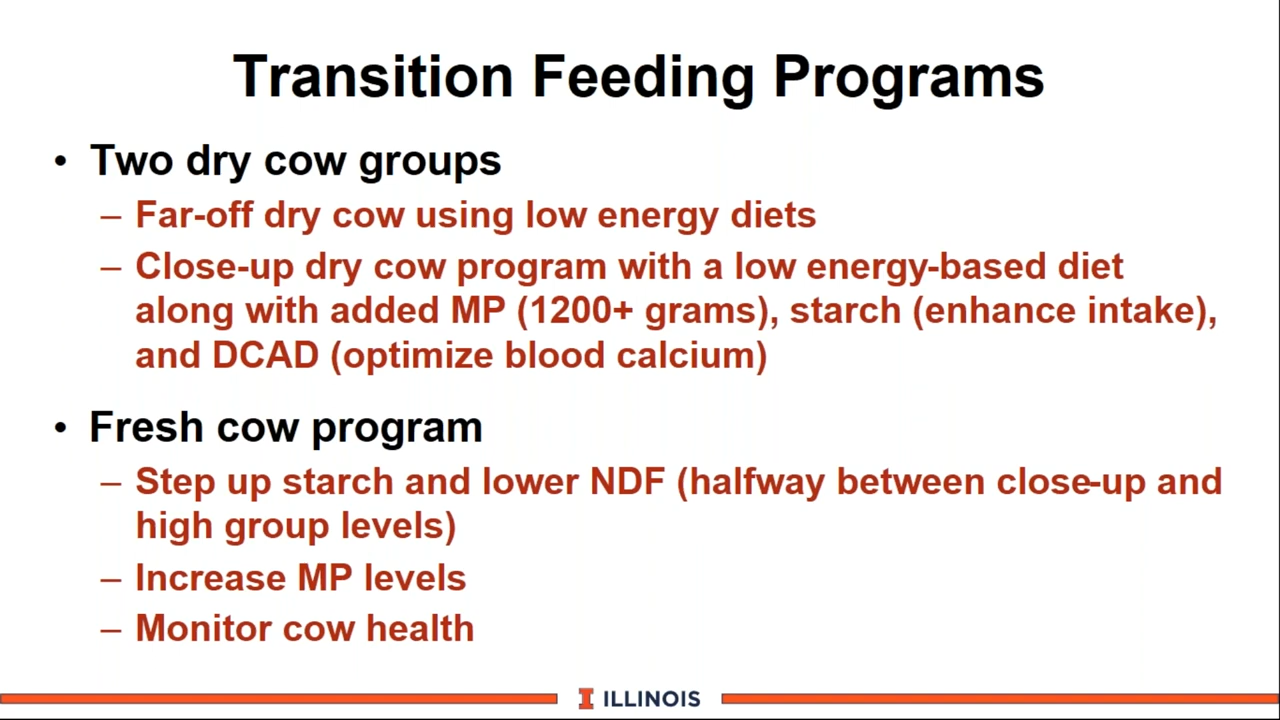 Transition Feeding Programs
• Two dry cow groups
– Far-off dry cow using low energy diets
– Close-up dry cow program with a low energy-based diet
along with added MP (1200+ grams), starch (enhance intake),
and DCAD (optimize blood calcium)
• Fresh cow program
– Step up starch and lower NDF (halfway between close-up and
high group levels)
– Increase MP levels
– Monitor cow health
I ILLINOIS